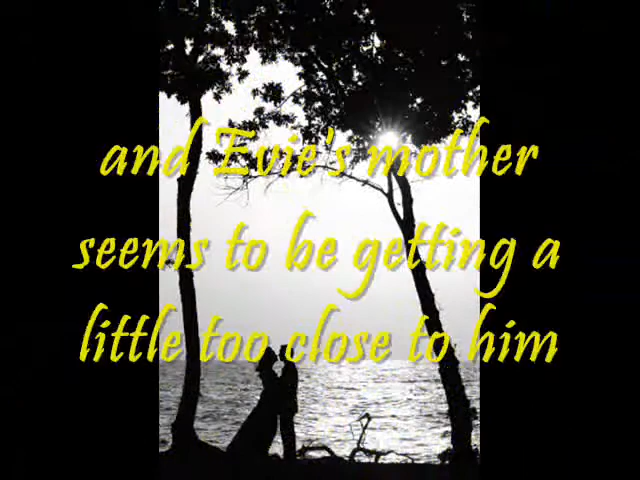 and Evie's mother
seems to be getting a
little too close to him